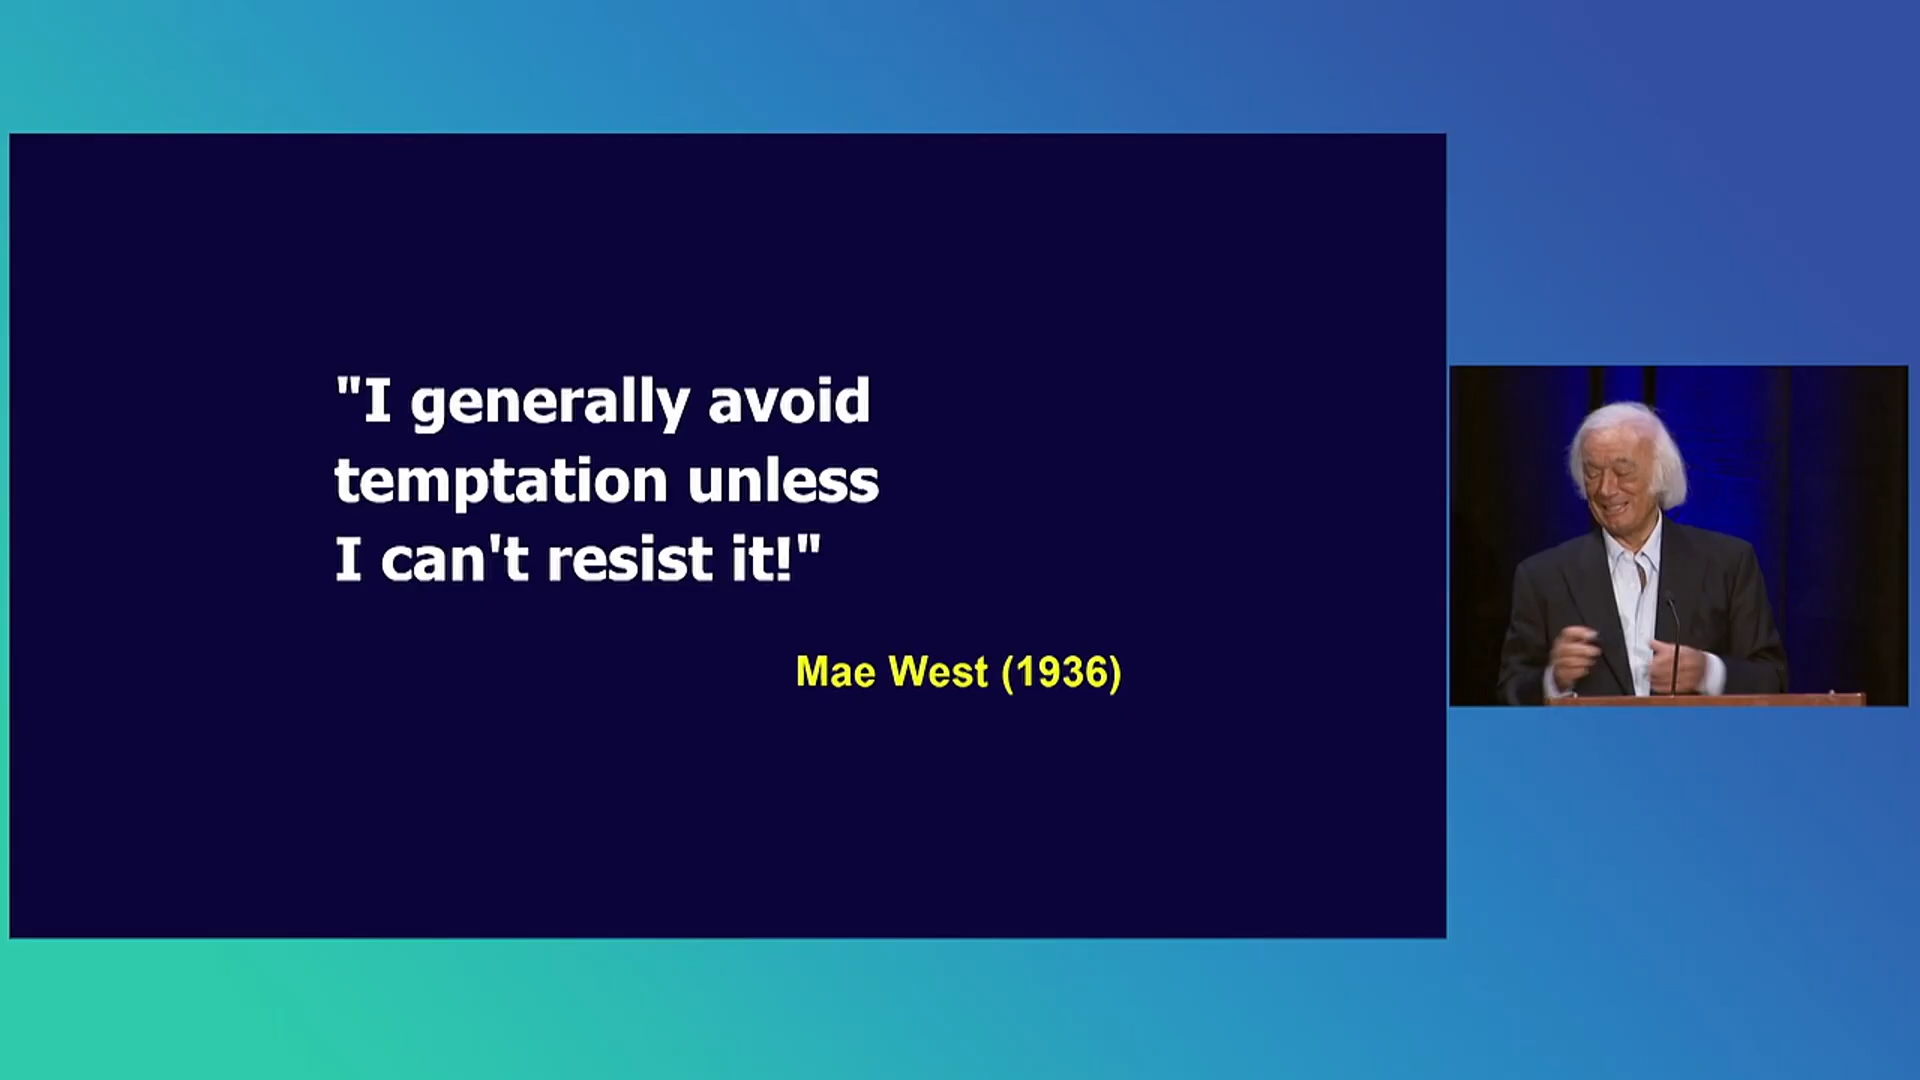 "I generally avoid
temptation unless
I can't resist it!"
Mae West (1936)